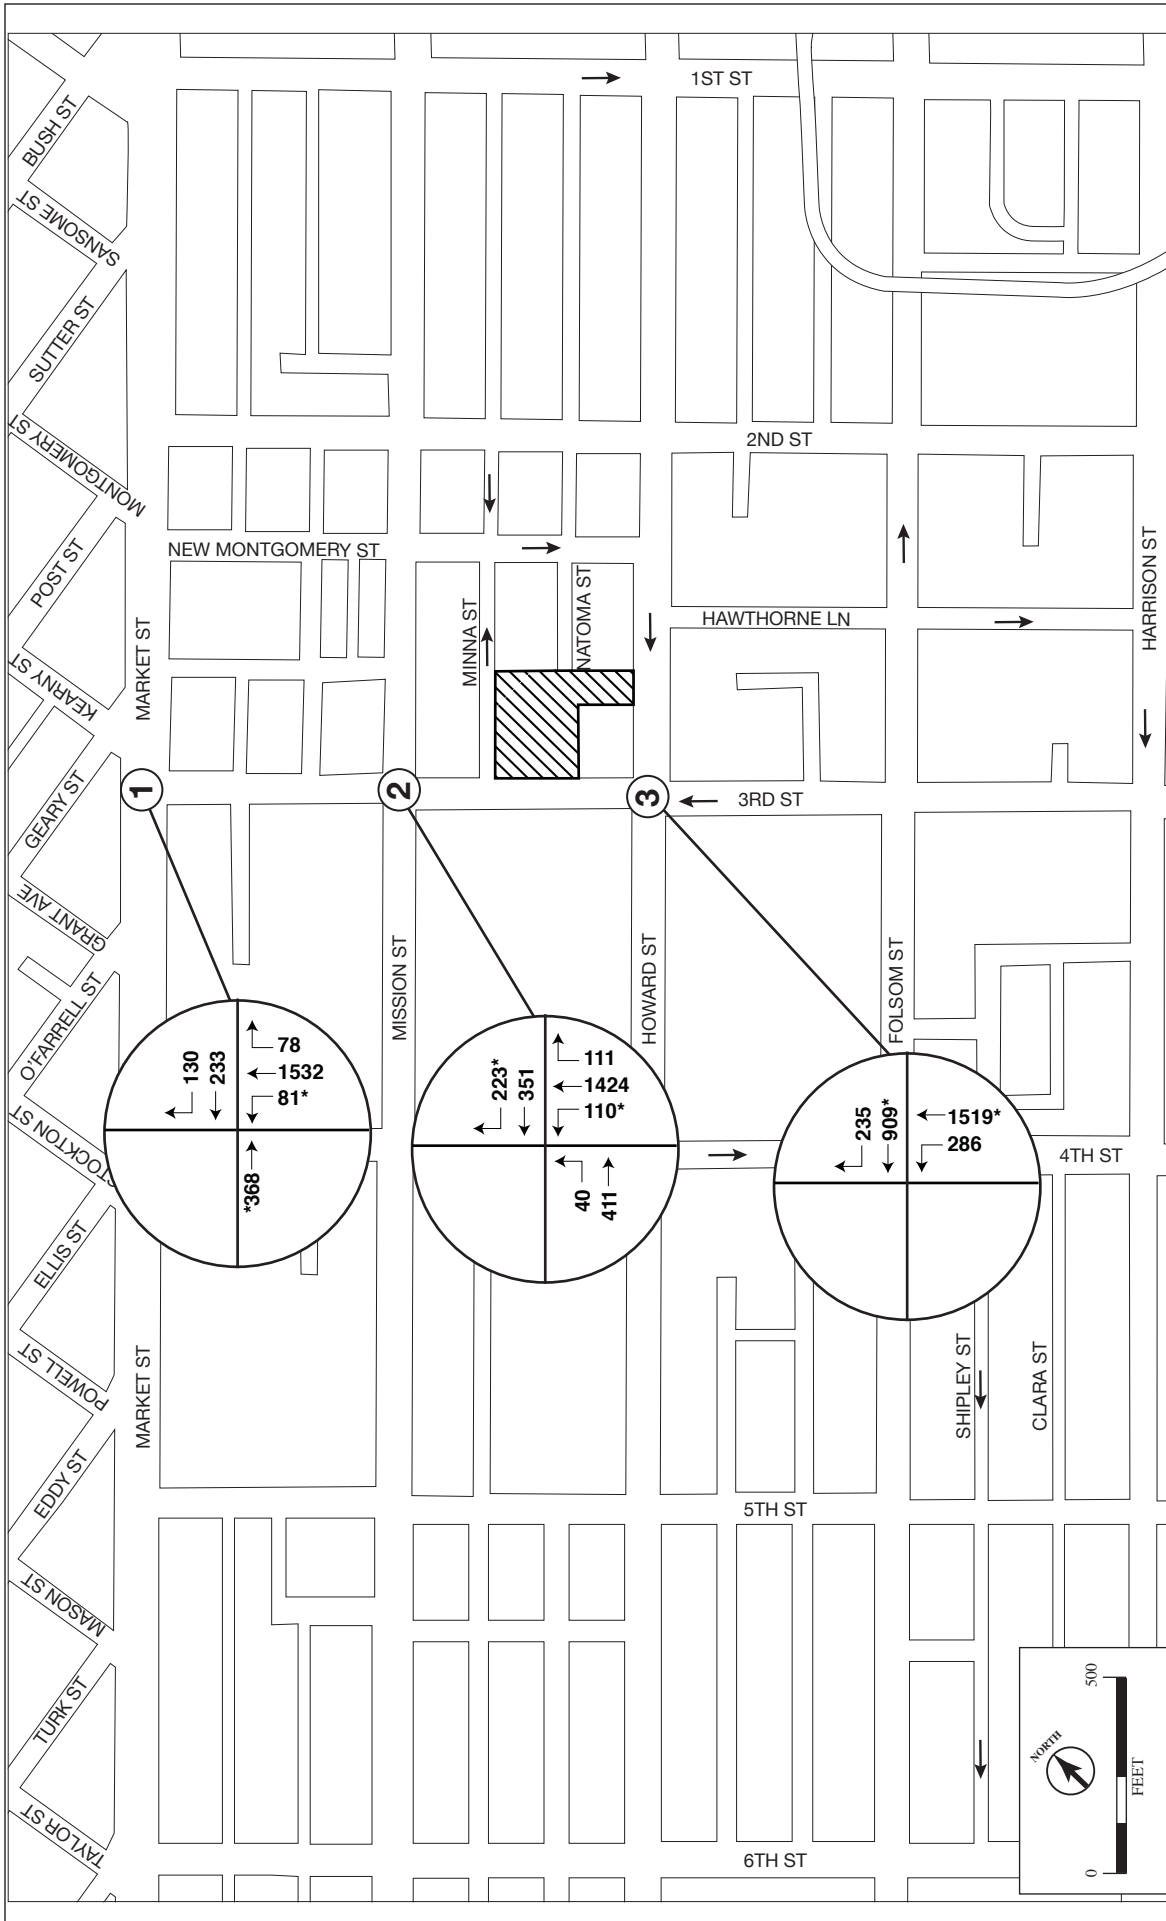 1ST ST
BUSH ST
SANSOME ST
SUTTER ST
MONTGOMERY ST
2ND ST
NEW MONTGOMERY ST
POST ST
MINNA ST
NATOMA ST
HAWTHORNE LN
HARRISON ST
MARKET ST
KEARNY ST
1
2
3
3RD ST
GEARY ST
GRANT AVE
MISSION ST
HOWARD ST
FOLSOM ST
O'FARRELL ST
STOCKTON ST
130
233
78
1532
81*
*368
223*
351
111
1424
110*
40
411
235
909*
1519*
286
4TH ST
ELLIS ST
POWELL ST
MARKET ST
SHIPLEY ST
CLARA ST
EDDY ST
5TH ST
MASON ST
TURK ST
TAYLOR ST
6TH ST
NORTH
0
500
FEET